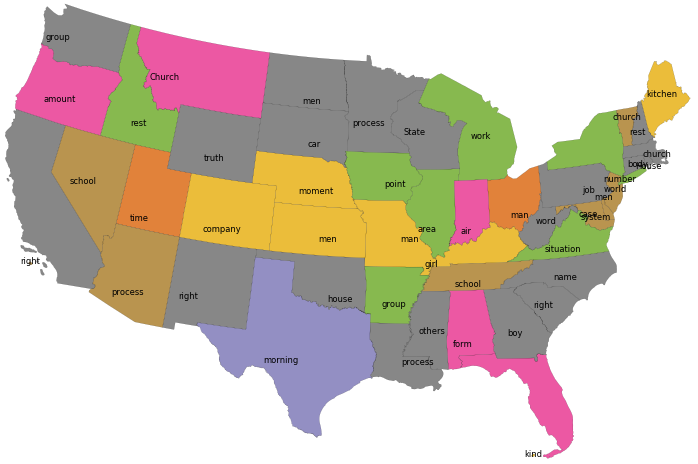 group
Church
amount
rest
men
process
State
work
kitchen
church
rest
truth
car
church
body
House
school
moment
point
number
world
job
men
time
company
men
man
area
air
man
word
case
system
situation
right
process
right
girl
school
name
house
group
others
form
boy
right
morning
process
kind